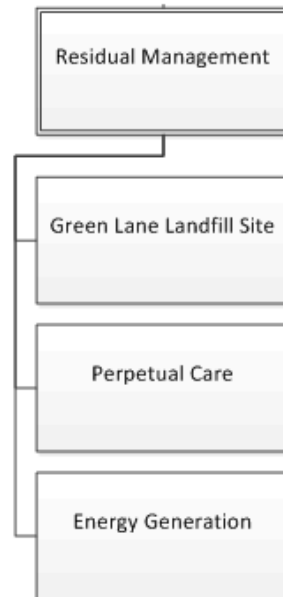 Residual Management
Green Lane Landfill Site
Perpetual Care
Energy Generation